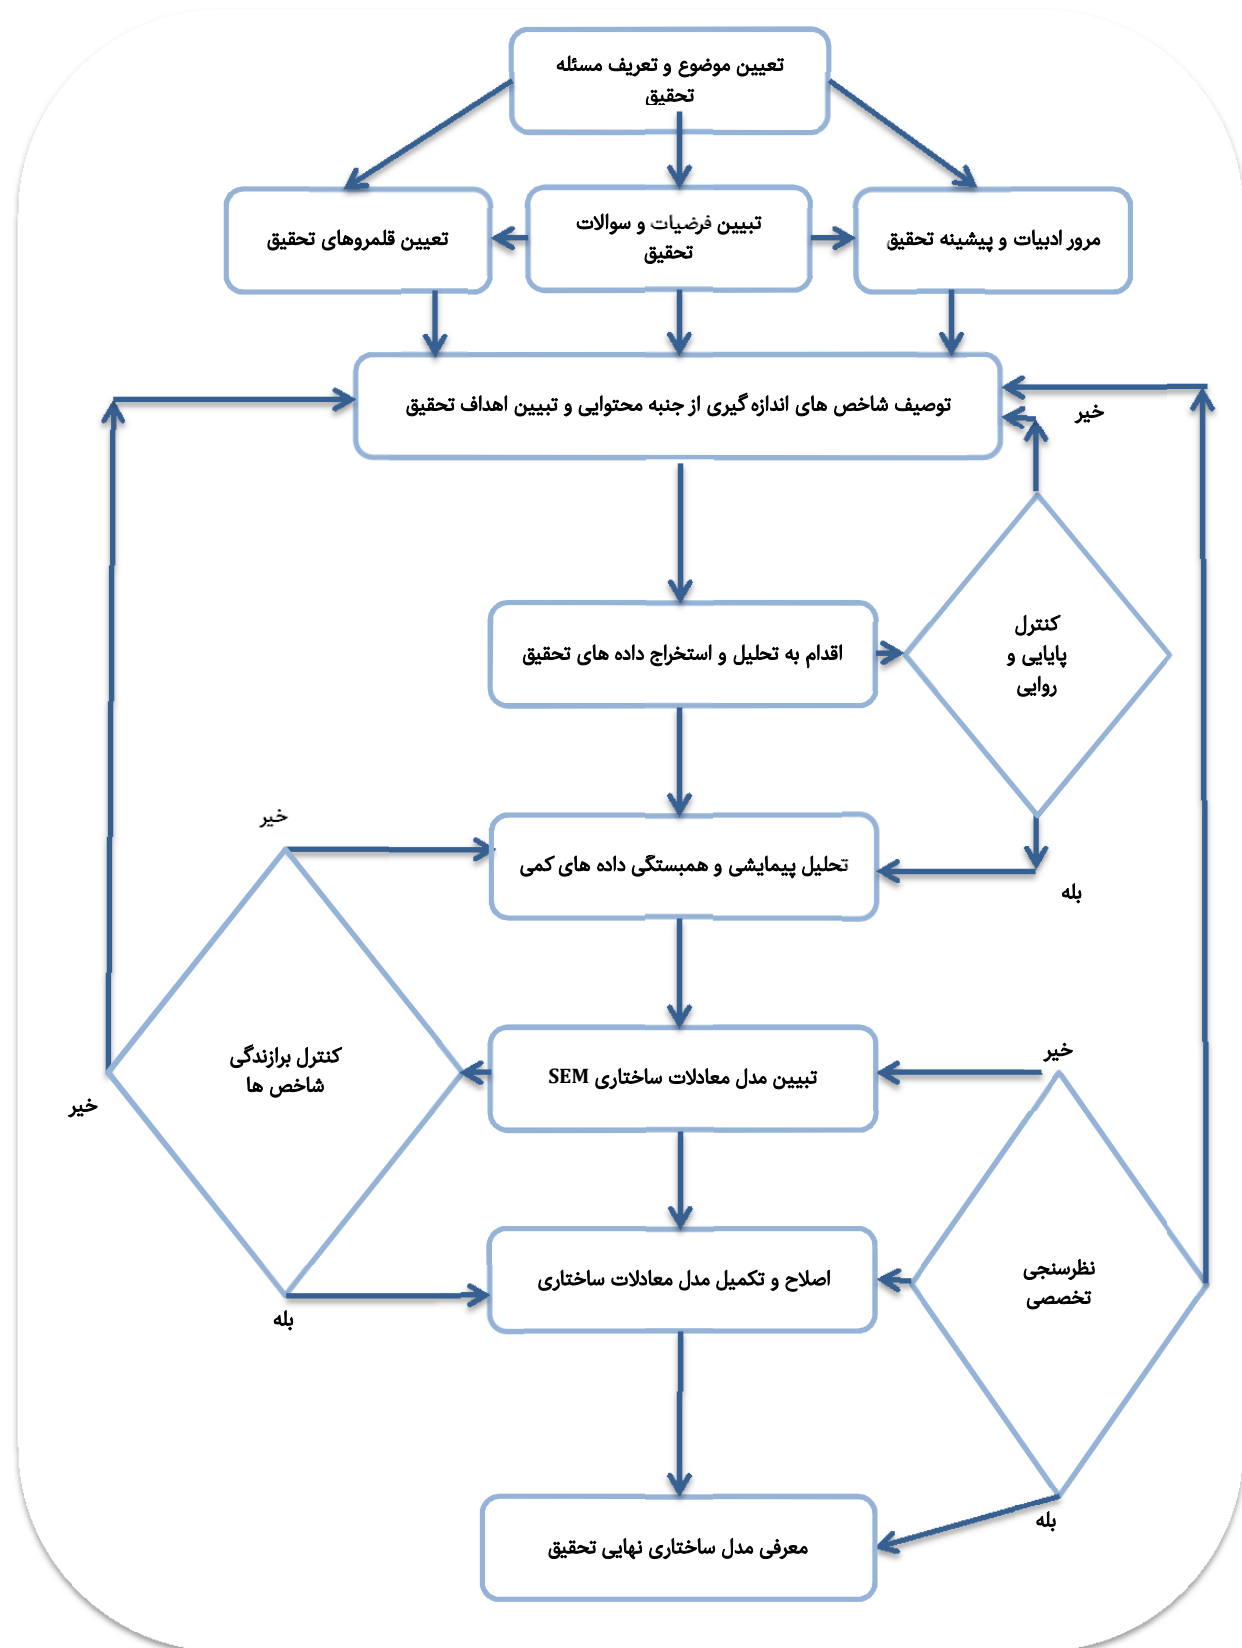 تعیین موضوع و تعریف مسئله
تحقیق
مرور ادبیات و پیشینه تحقیق
تبیین فرضیات و سوالات
تحقیق
تعیین قلمروهای تحقیق
توصیف شاخص های اندازه گیری از جنبه محتوایی و تبیین اهداف تحقیق
خیر
کنترل
پایایی و
روایی
اقدام به تحلیل و استخراج داده های تحقیق
خیر
تحلیل پیمایشی و همبستگی داده های کمی
بله
خیر
تبیین مدل معادلات ساختاری SEM
کنترل برازندگی
شاخص ها
خیر
نظرسنجی
تخصصی
اصلاح و تکمیل مدل معادلات ساختاری
بله
بله
معرفی مدل ساختاری نهایی تحقیق